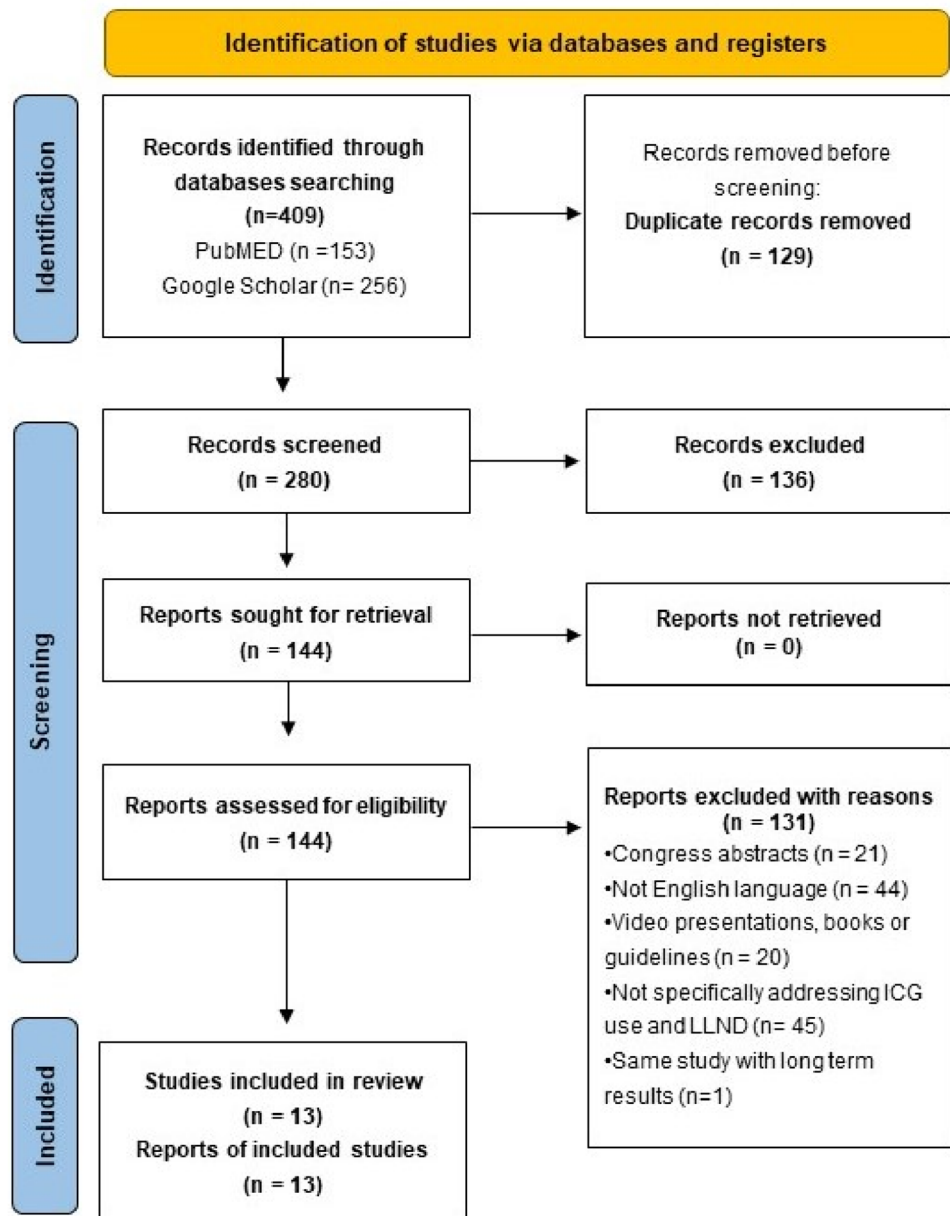 Identification of studies via databases and registers
Identification
Records identified through
databases searching
(n=409)
PubMED (n =153)
Google Scholar (n= 256)
Records removed before
screening:
Duplicate records removed
(n = 129)
Screening
Records screened
(n = 280)
Records excluded
(n = 136)
Reports sought for retrieval
(n = 144)
Reports not retrieved
(n = 0)
Reports assessed for eligibility
(n = 144)
Reports excluded with reasons
(n = 131)
•Congress abstracts (n = 21)
•Not English language (n = 44)
•Video presentations, books or
guidelines (n = 20)
•Not specifically addressing ICG
use and LLND (n= 45)
•Same study with long term
results (n=1)
Included
Studies included in review
(n = 13)
Reports of included studies
(n = 13)